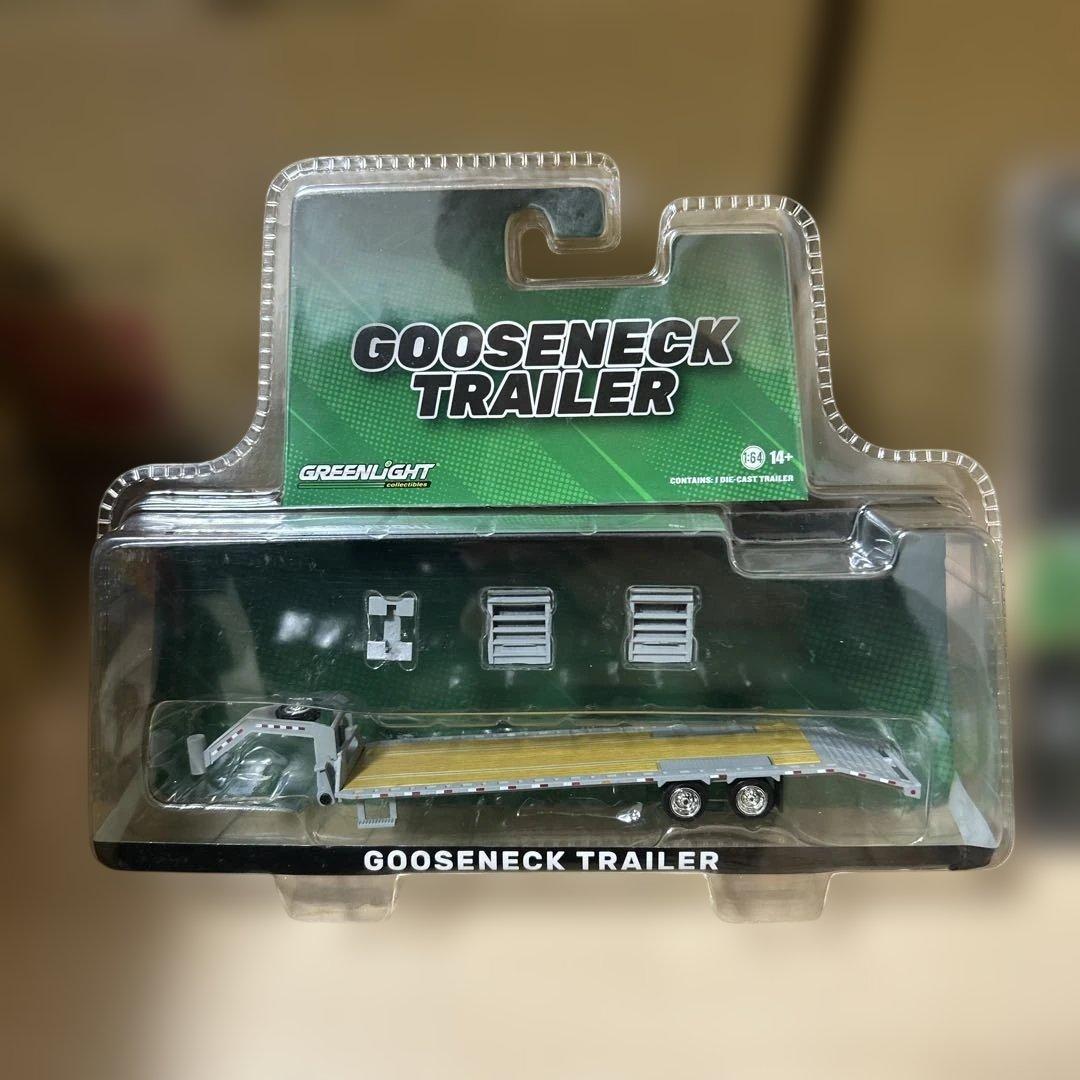 GOOSENECK
TRAILER
GREENLIGHT
collectibles
1:64 14+
CONTAINS: 1 DIE-CAST TRAILER
GOOSENECK TRAILER